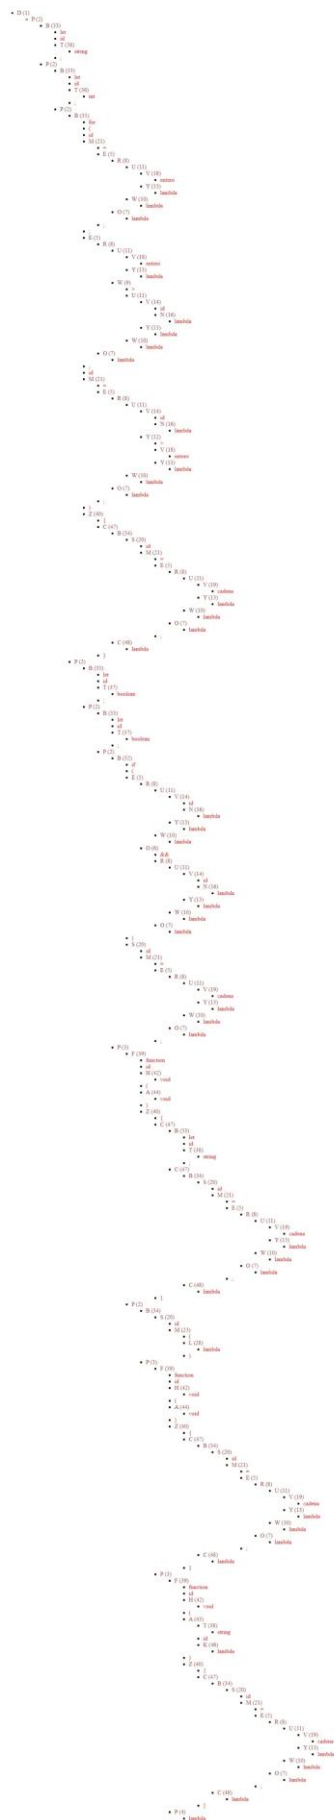 D (1)
P (2)
B (33)
let
id
T (38)
string
;
P (2)
B (33)
let
id
T (36)
int
;
P (2)
B (35)
for
(
id
M (21)
=
E (5)
R (8)
U (11)
V (18)
entero
Y (13)
lambda
W (10)
lambda
O (7)
lambda
;
E (5)
R (8)
U (11)
V (18)
entero
Y (13)
lambda
W (9)
>
U (11)
V (14)
id
N (16)
lambda
Y (13)
lambda
W (10)
lambda
O (7)
lambda
;
id
M (21)
=
E (5)
R (8)
U (11)
V (14)
id
N (16)
lambda
Y (12)
+
V (18)
entero
Y (13)
lambda
W (10)
lambda
O (7)
lambda
)
Z (40)
{
C (47)
B (34)
S (20)
id
M (21)
=
E (5)
R (8)
U (11)
V (19)
cadena
Y (13)
lambda
W (10)
lambda
O (7)
lambda
;
C (48)
lambda
}
P (2)
B (33)
let
id
T (37)
boolean
;
P (2)
B (33)
let
id
T (37)
boolean
;
P (2)
B (32)
if
(
E (5)
R (8)
U (11)
V (14)
id
N (16)
lambda
Y (13)
lambda
W (10)
lambda
O (6)
&&
R (8)
U (11)
V (14)
id
N (16)
lambda
Y (13)
lambda
W (10)
lambda
O (7)
lambda
)
S (20)
id
M (21)
=
E (5)
R (8)
U (11)
V (19)
cadena
Y (13)
lambda
W (10)
lambda
O (7)
lambda
;
P (3)
F (39)
function
id
H (42)
void
(
A (44)
void
)
Z (40)
{
C (47)
B (33)
let
id
T (38)
string
;
C (47)
B (34)
S (20)
id
M (21)
=
E (5)
R (8)
U (11)
V (19)
cadena
Y (13)
lambda
W (10)
lambda
O (7)
lambda
;
C (48)
lambda
}
P (2)
B (34)
S (20)
id
M (23)
(
L (28)
lambda
)
P (3)
F (39)
function
id
H (42)
void
(
A (44)
void
)
Z (40)
{
C (47)
B (34)
S (20)
id
M (21)
=
E (5)
R (8)
U (11)
V (19)
cadena
Y (13)
lambda
W (10)
lambda
O (7)
lambda
;
C (48)
lambda
}
P (3)
F (39)
function
id
H (42)
void
(
A (43)
T (38)
string
id
K (46)
lambda
)
Z (40)
{
C (47)
B (34)
S (20)
id
M (21)
=
E (5)
R (8)
U (11)
V (19)
cadena
Y (13)
lambda
W (10)
lambda
O (7)
lambda
;
C (48)
lambda
}
P (4)
lambda